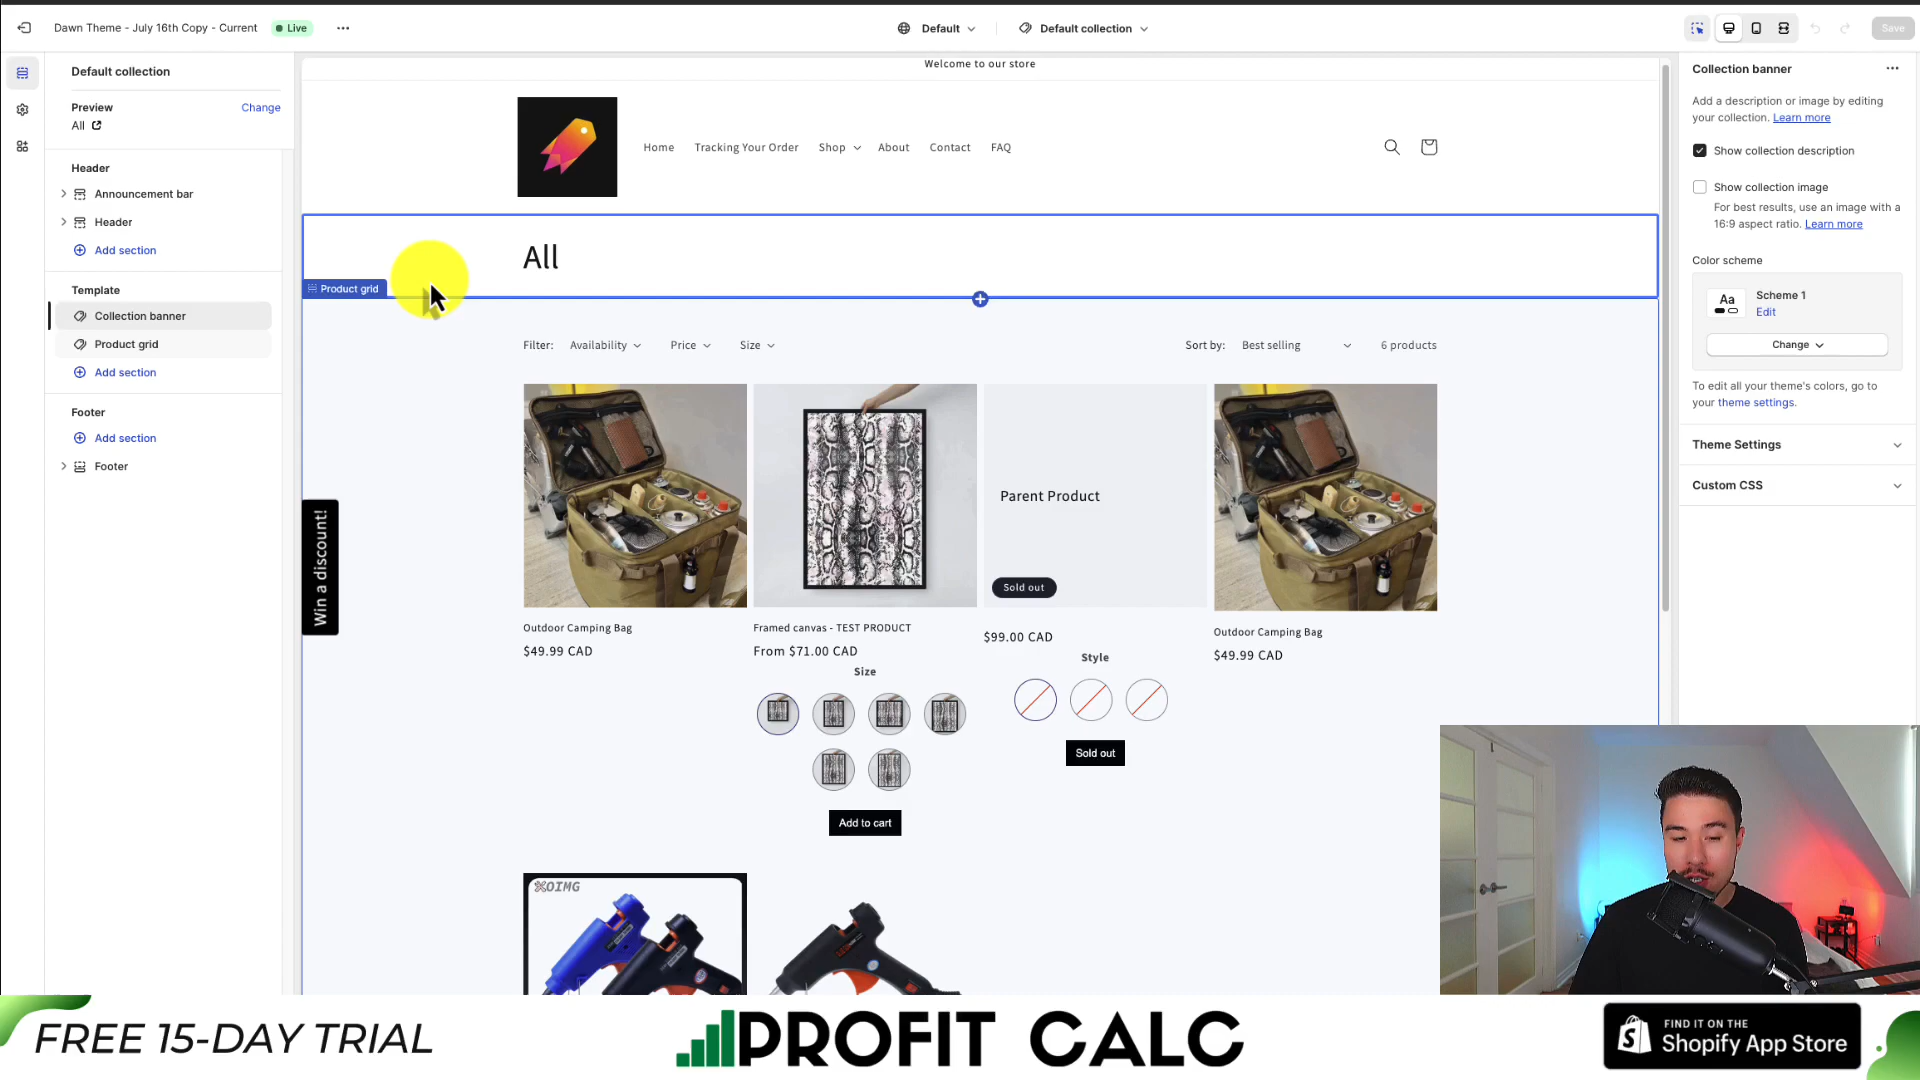 Dawn Theme - July 16th Copy - Current
Live
Default
Default collection
Save
Default collection
Preview
Change
All
Header
Announcement bar
Header
Add section
Template
Collection banner
Product grid
Add section
Footer
Add section
Footer
Welcome to our store
Home
Tracking Your Order
Shop
About
Contact
FAQ
All
Product grid
Filter:
Availability
Price
Size
Sort by:
Best selling
6 products
Win a discount!
Parent Product
Sold out
Outdoor Camping Bag
$49.99 CAD
Framed canvas - TEST PRODUCT
From $71.00 CAD
Size
Add to cart
$99.00 CAD
Style
Sold out
Outdoor Camping Bag
$49.99 CAD
XOIMG
Collection banner
Add a description or image by editing
your collection. Learn more
Show collection description
Show collection image
For best results, use an image with a
16:9 aspect ratio. Learn more
Color scheme
Aa
Scheme 1
Edit
Change
To edit all your theme's colors, go to
your theme settings.
Theme Settings
Custom CSS
FREE 15-DAY TRIAL
PROFIT CALC
FIND IT ON THE
Shopify App Store